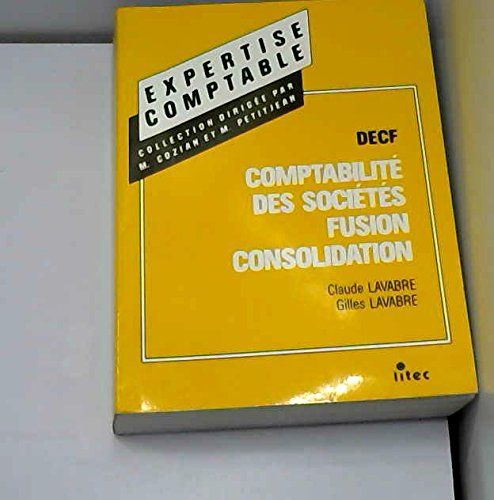 EXPERTISE
COMPTABLE
COLLECTION DIRIGÉE PAR
M. COZIAN ET M. PETITJEAN
DECF
COMPTABILITÉ
DES SOCIÉTÉS
FUSION
CONSOLIDATION
Claude LAVABRE
Gilles LAVABRE
litec